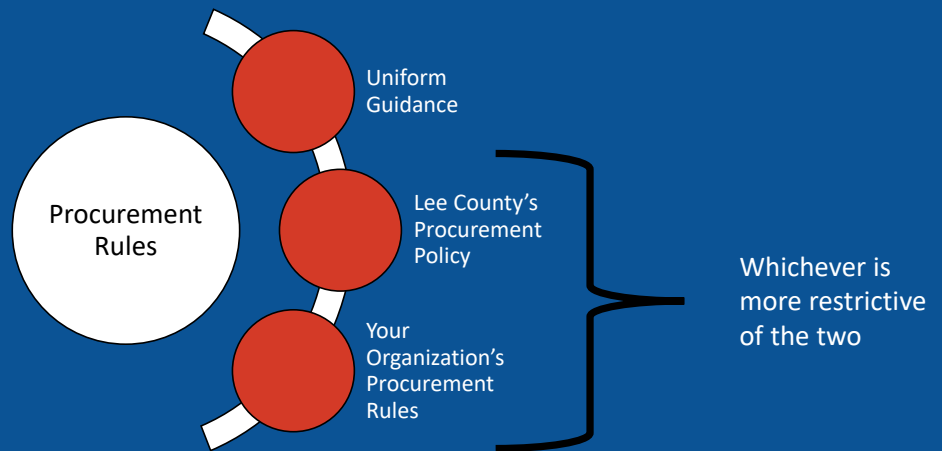 Procurement
Rules
Uniform
Guidance
Lee County’s
Procurement
Policy
Your
Organization’s
Procurement
Rules
Whichever is
more restrictive
of the two